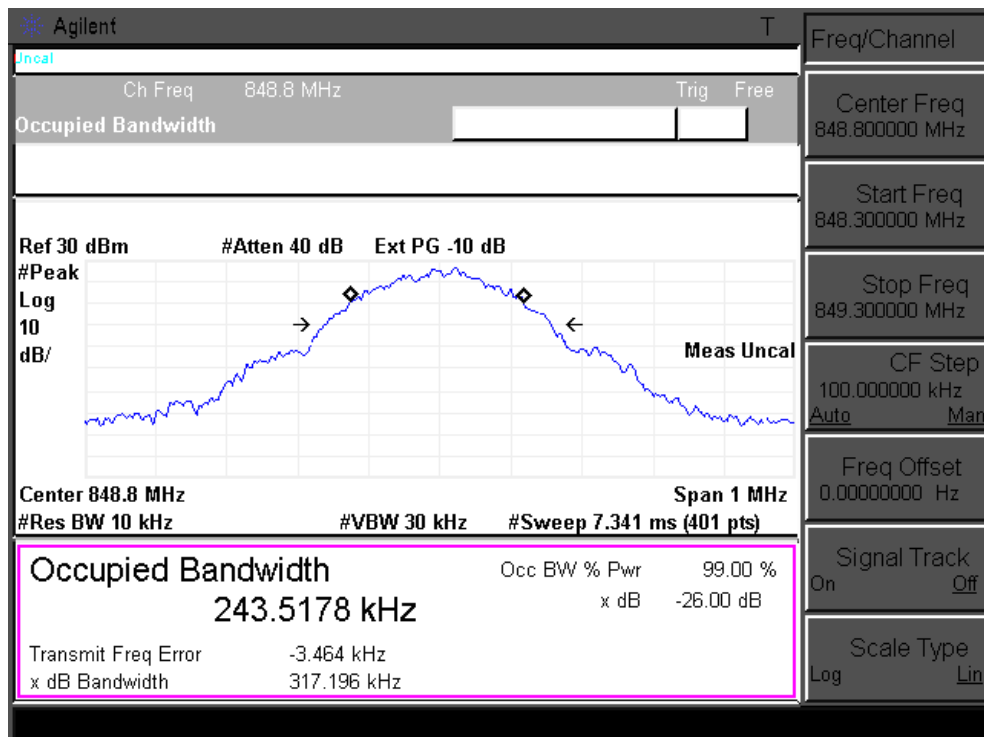 Agilent T
Uncal
Ch Freq 848.8 MHz Trig Free
Occupied Bandwidth
Ref 30 dBm #Atten 40 dB Ext PG -10 dB
#Peak
Log
10
dB/
Meas Uncal
Center 848.8 MHz Span 1 MHz
#Res BW 10 kHz #VBW 30 kHz #Sweep 7.341 ms (401 pts)
Occupied Bandwidth Occ BW % Pwr 99.00 %
243.5178 kHz x dB -26.00 dB
Transmit Freq Error -3.464 kHz
x dB Bandwidth 317.196 kHz
Freq/Channel
Center Freq
848.800000 MHz
Start Freq
848.300000 MHz
Stop Freq
849.300000 MHz
CF Step
100.000000 kHz
Auto Man
Freq Offset
0.00000000 Hz
Signal Track
On Off
Scale Type
Log Lin